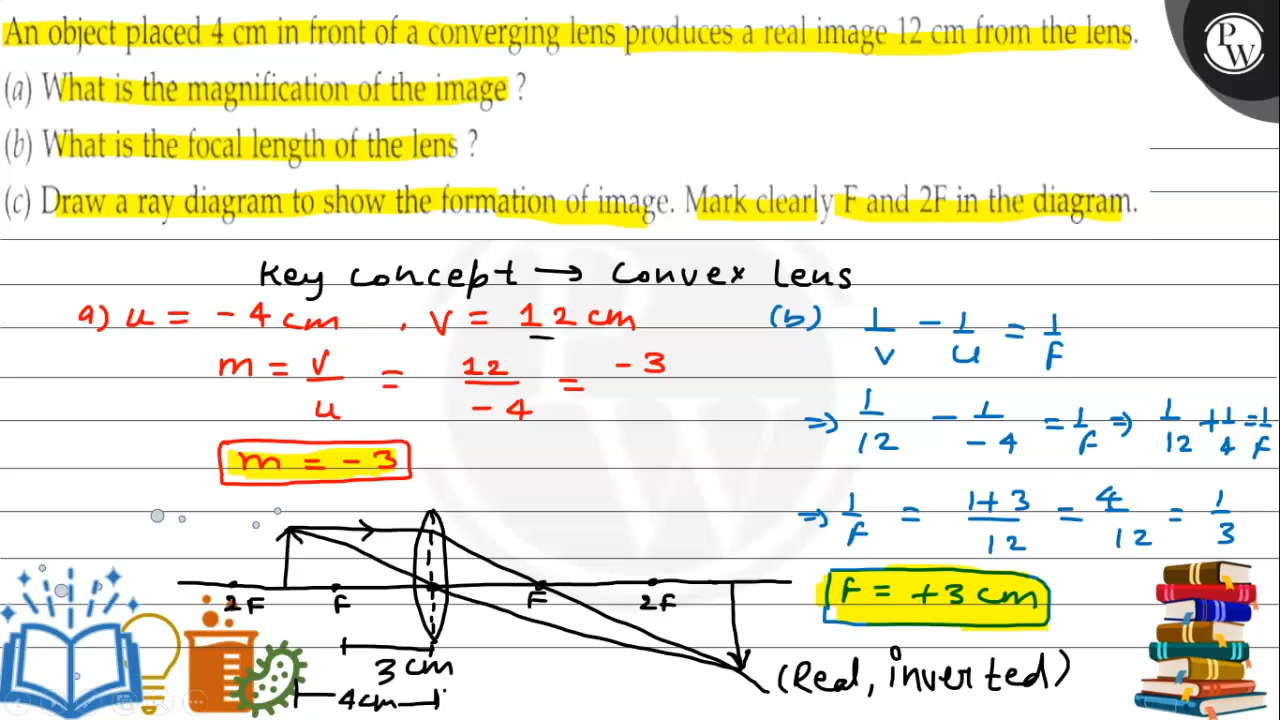 An object placed 4 cm in front of a converging lens produces a real image 12 cm from the lens.
(a) What is the magnification of the image ?
(b) What is the focal length of the lens ?
(c) Draw a ray diagram to show the formation of image. Mark clearly F and 2F in the diagram.
PW
Key concept → Convex lens
a) u = - 4 cm , v = 12 cm
m = v/u = 12/-4 = -3
m = -3
(b) 1/v - 1/u = 1/F
⇒ 1/12 - 1/-4 = 1/F ⇒ 1/12 + 1/4 = 1/F
⇒ 1/F = 1+3/12 = 4/12 = 1/3
F = +3 cm
2F F F 2F
3 cm
4 cm
(Real, inverted)